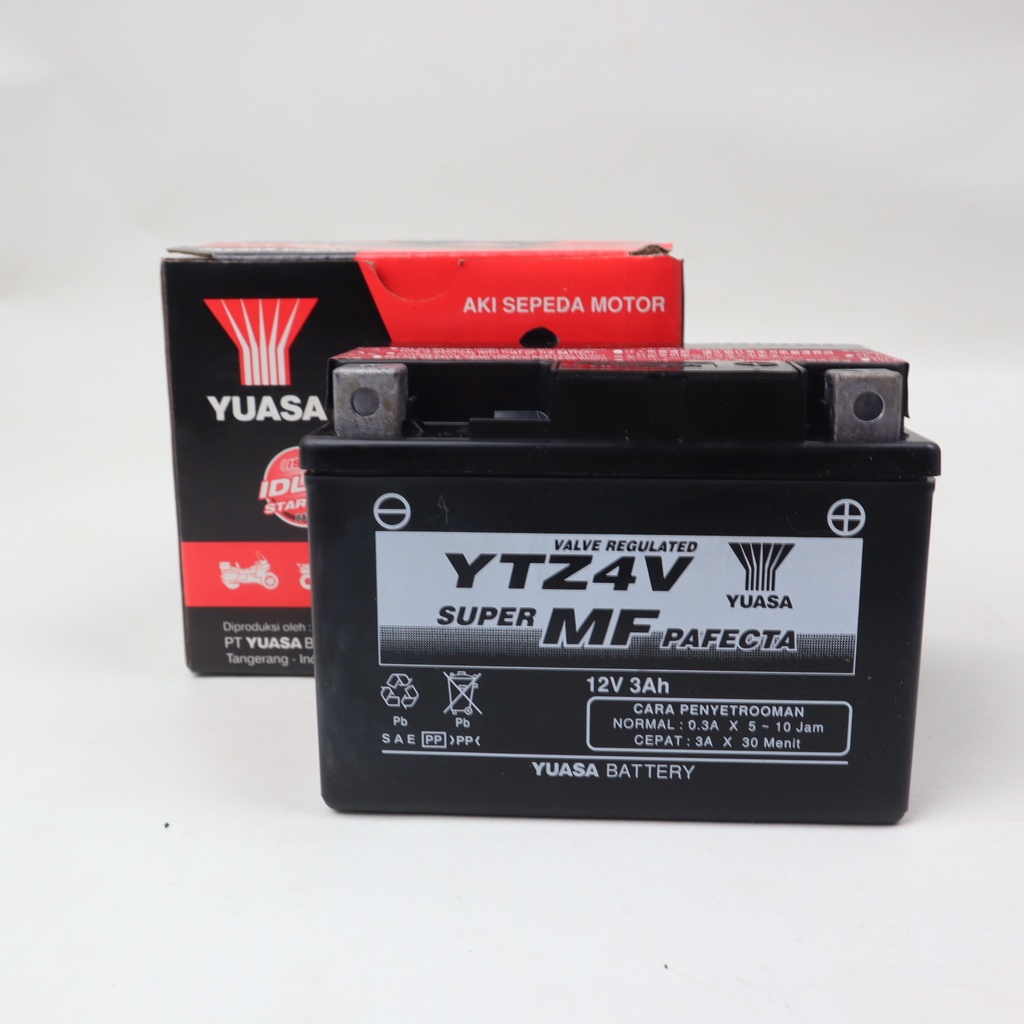 AKI SEPEDA MOTOR
YUASA
Diproduksi oleh :
PT YUASA B
Tangerang - Ind
VALVE REGULATED
YTZ4V
YUASA
SUPER MF PAFECTA
12V 3Ah
CARA PENYETROOMAN
NORMAL : 0.3A X 5 ~ 10 Jam
CEPAT : 3A X 30 Menit
Pb Pb
SAE PP >PP<
YUASA BATTERY